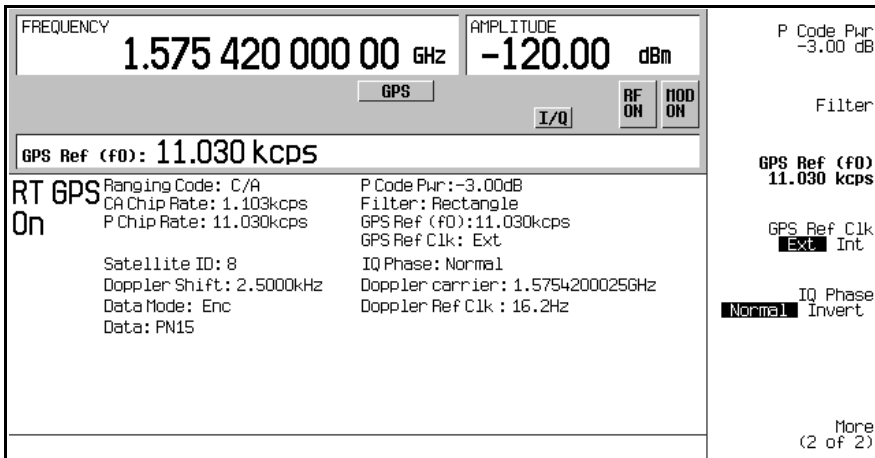 FREQUENCY
1.575 420 000 00 GHz
AMPLITUDE
-120.00 dBm
GPS
I/Q
RF ON
MOD ON
GPS Ref (f0): 11.030 kcps
RT GPS On
Ranging Code: C/A
CA Chip Rate: 1.103kcps
P Chip Rate: 11.030kcps
P Code Pwr:-3.00dB
Filter: Rectangle
GPS Ref (f0):11.030kcps
GPS Ref Clk: Ext
Satellite ID: 8
Doppler Shift: 2.5000kHz
Data Mode: Enc
Data: PN15
IQ Phase: Normal
Doppler carrier: 1.5754200025GHz
Doppler Ref Clk : 16.2Hz
P Code Pwr
-3.00 dB
Filter
GPS Ref (f0)
11.030 kcps
GPS Ref Clk
Ext Int
IQ Phase
Normal Invert
More
(2 of 2)